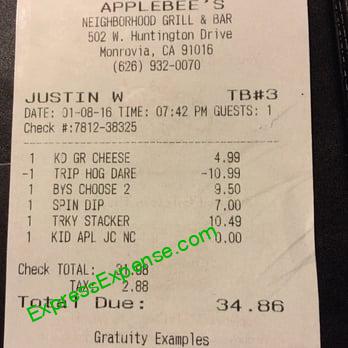 APPLEBEE'S
NEIGHBORHOOD GRILL & BAR
502 W. Huntington Drive
Monrovia, CA 91016
(626) 932-0070
JUSTIN W TB#3
DATE: 01-08-16 TIME: 07:42 PM GUESTS: 1
Check #:7812-38325
1 KD GR CHEESE 4.99
-1 TRIP HOG DARE -10.99
1 BYS CHOOSE 2 9.50
1 SPIN DIP 7.00
1 TRKY STACKER 10.49
1 KID APL JC NC 0.00
Check TOTAL: 31.98
TAX: 2.88
Total Due: 34.86
Gratuity Examples
ExpressExpense.com